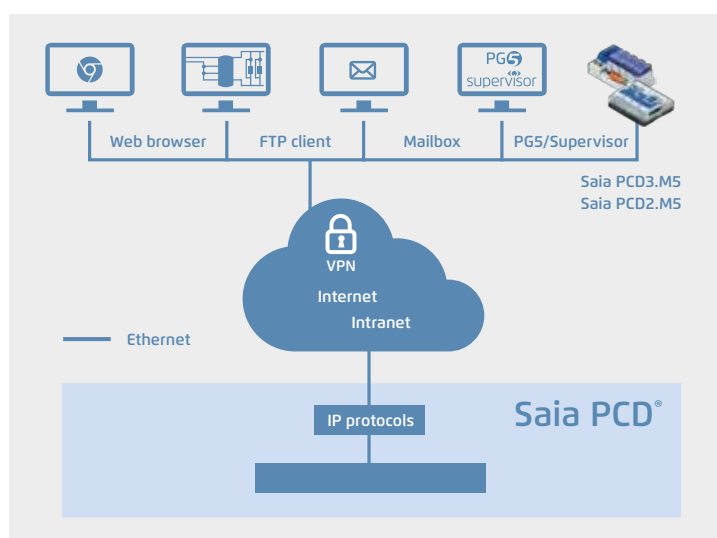 PG5
supervisor
Web browser
FTP client
Mailbox
PG5/Supervisor
Saia PCD3.M5
Saia PCD2.M5
VPN
Internet
Intranet
Ethernet
IP protocols
Saia PCD®